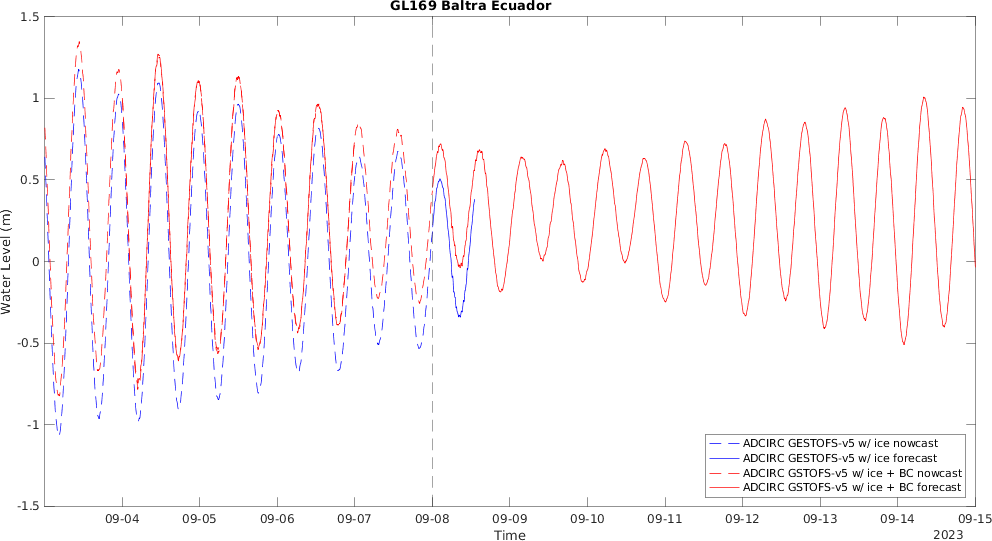 GL169 Baltra Ecuador
Water Level (m)
1.5
1
0.5
0
-0.5
-1
-1.5
09-04 09-05 09-06 09-07 09-08 09-09 09-10 09-11 09-12 09-13 09-14 09-15
Time
2023
ADCIRC GESTOFS-v5 w/ ice nowcast
ADCIRC GESTOFS-v5 w/ ice forecast
ADCIRC GSTOFS-v5 w/ ice + BC nowcast
ADCIRC GSTOFS-v5 w/ ice + BC forecast